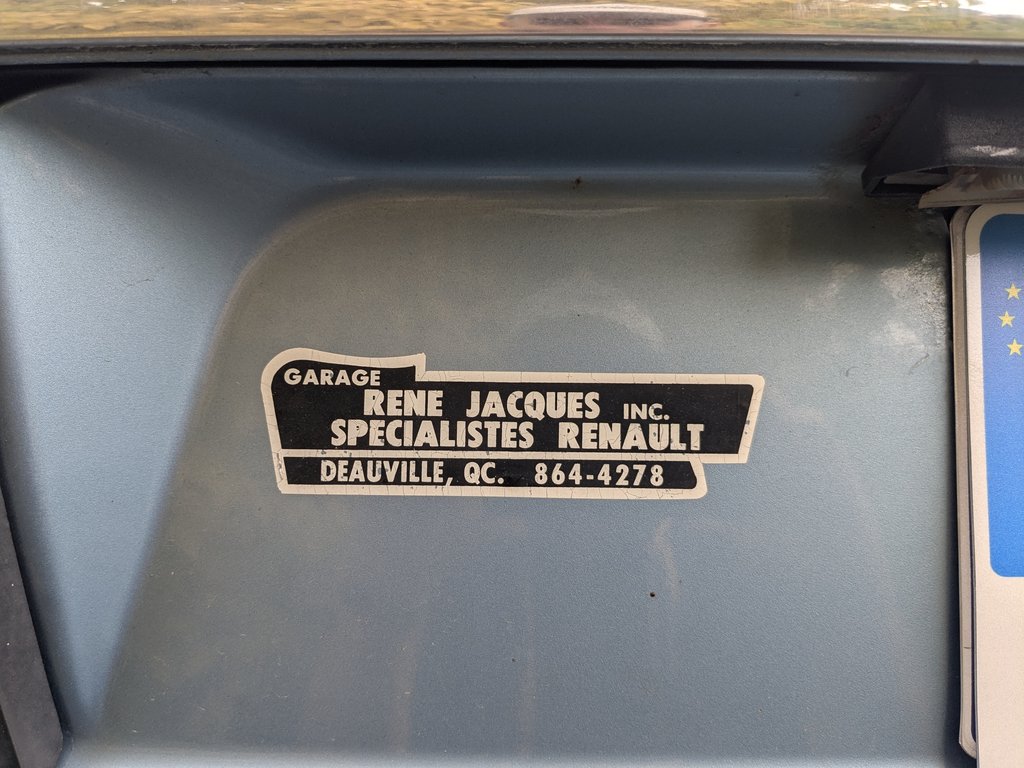 GARAGE
RENE JACQUES INC.
SPECIALISTES RENAULT
DEAUVILLE, QC. 864-4278